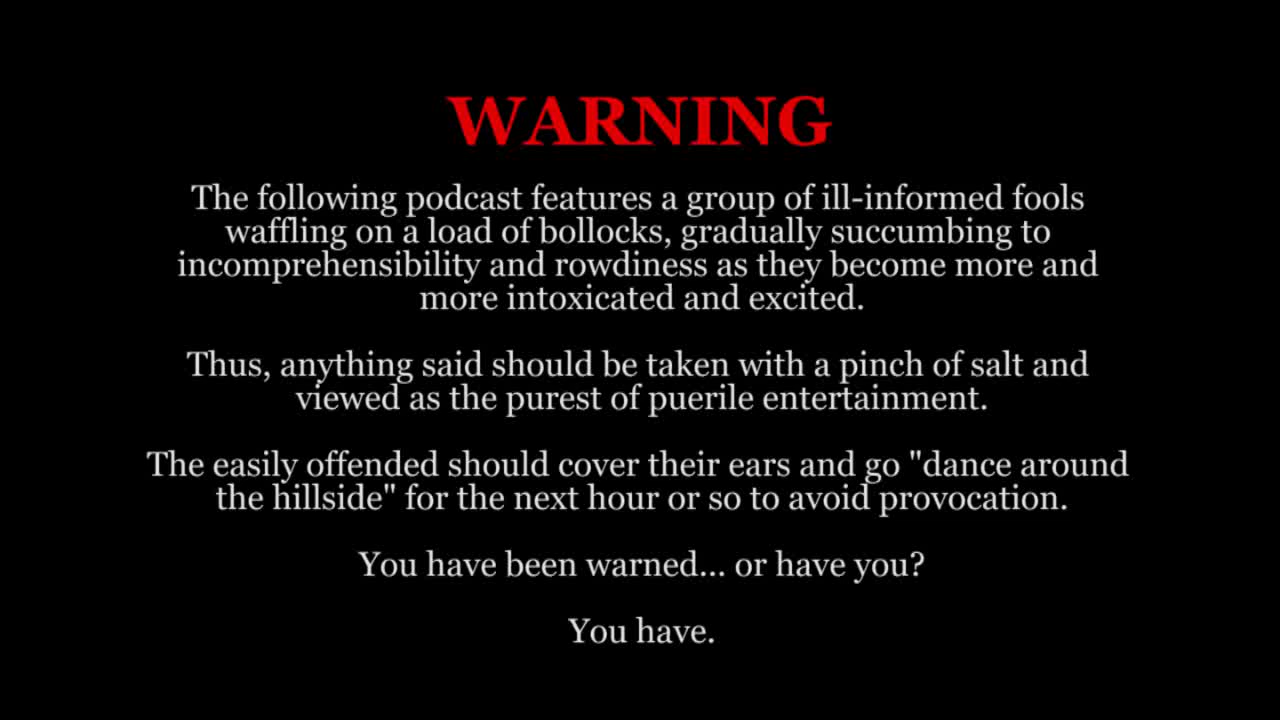 WARNING
The following podcast features a group of ill-informed fools
waffling on a load of bollocks, gradually succumbing to
incomprehensibility and rowdiness as they become more and
more intoxicated and excited.
Thus, anything said should be taken with a pinch of salt and
viewed as the purest of puerile entertainment.
The easily offended should cover their ears and go "dance around
the hillside" for the next hour or so to avoid provocation.
You have been warned... or have you?
You have.